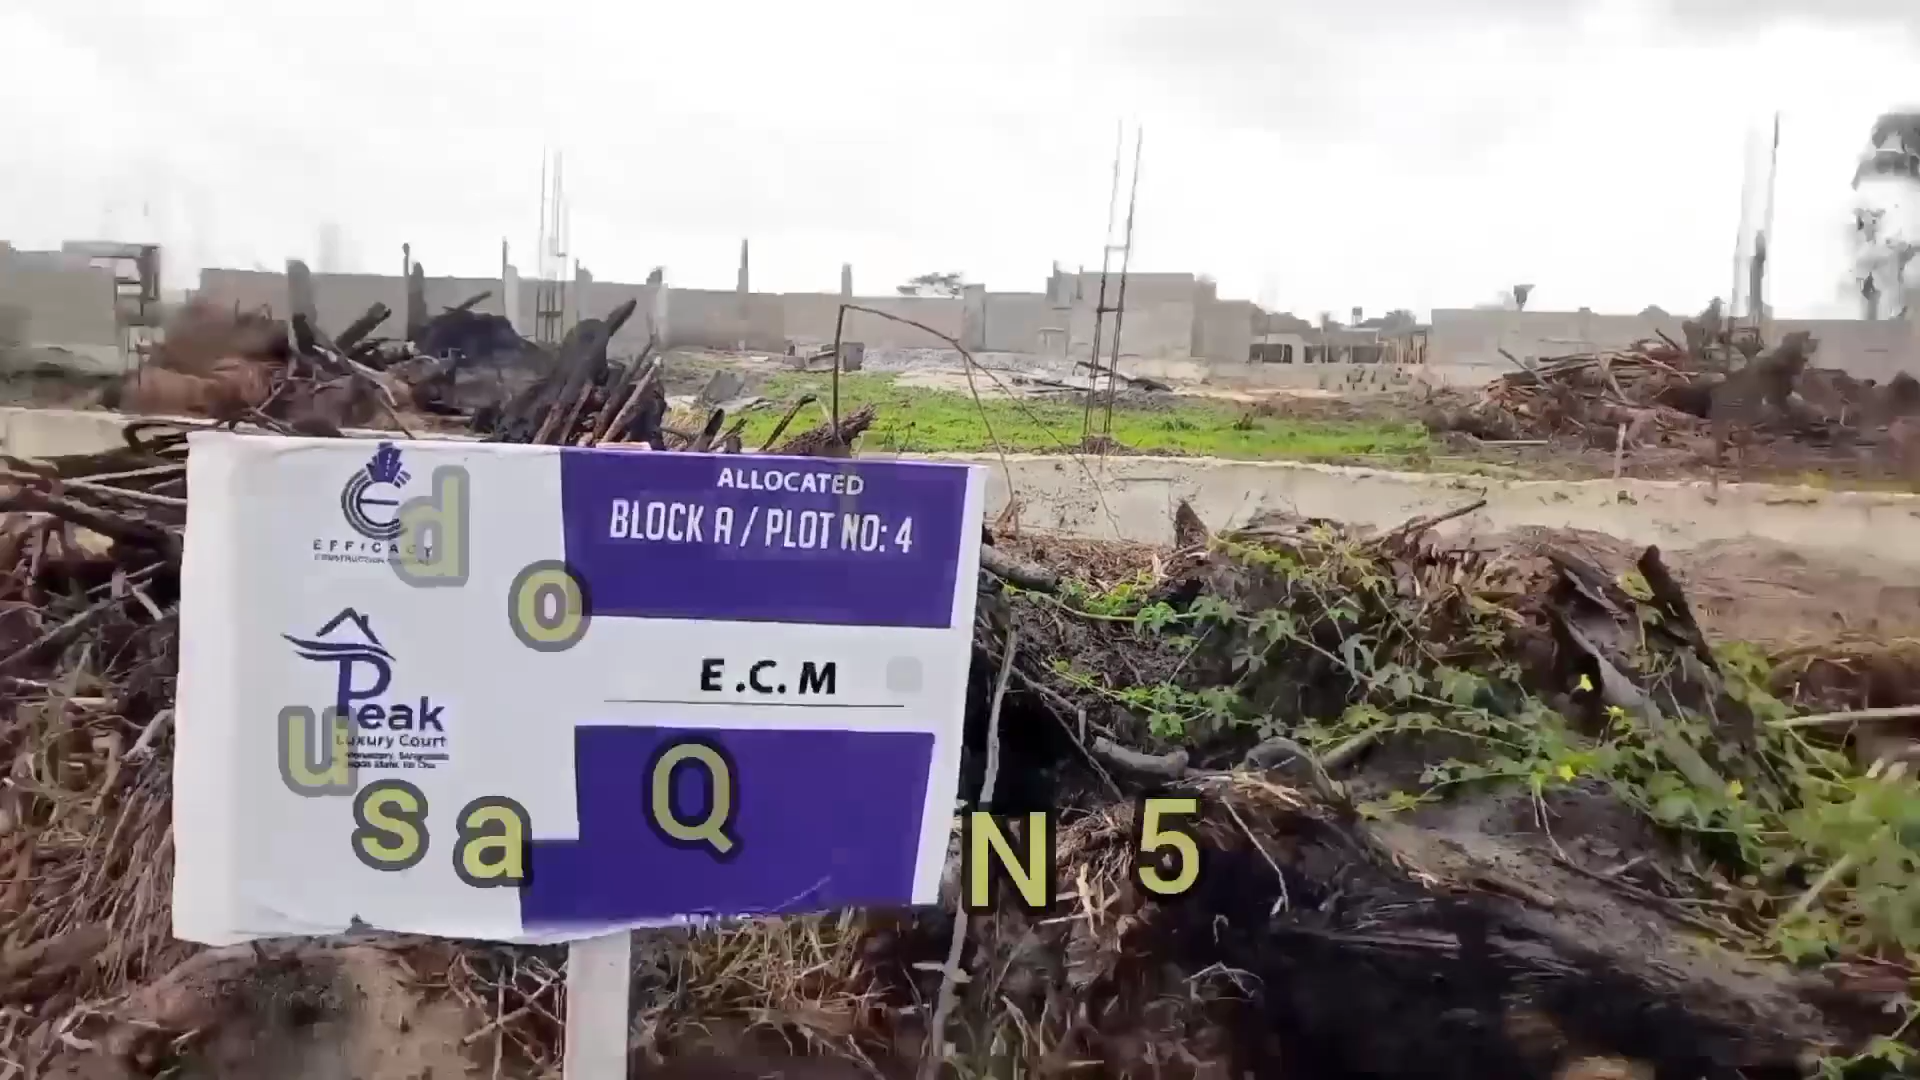 EFFICACY
d
ALLOCATED
BLOCK A / PLOT NO: 4
o
E.C.M
Peak
Luxury Court
u
s a Q N 5